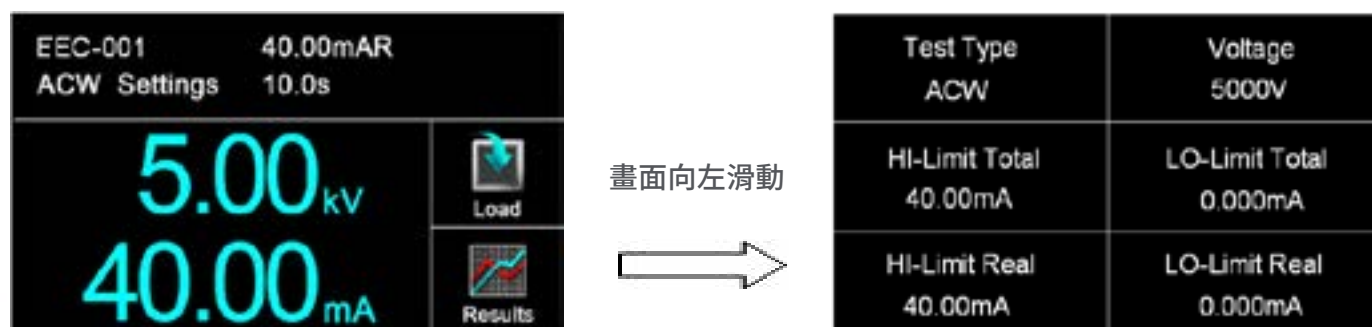 EEC-001 40.00mAR
ACW Settings 10.0s
5.00kV
Load
40.00mA
Results
畫面向左滑動
Test Type Voltage
ACW 5000V
HI-Limit Total LO-Limit Total
40.00mA 0.000mA
HI-Limit Real LO-Limit Real
40.00mA 0.000mA